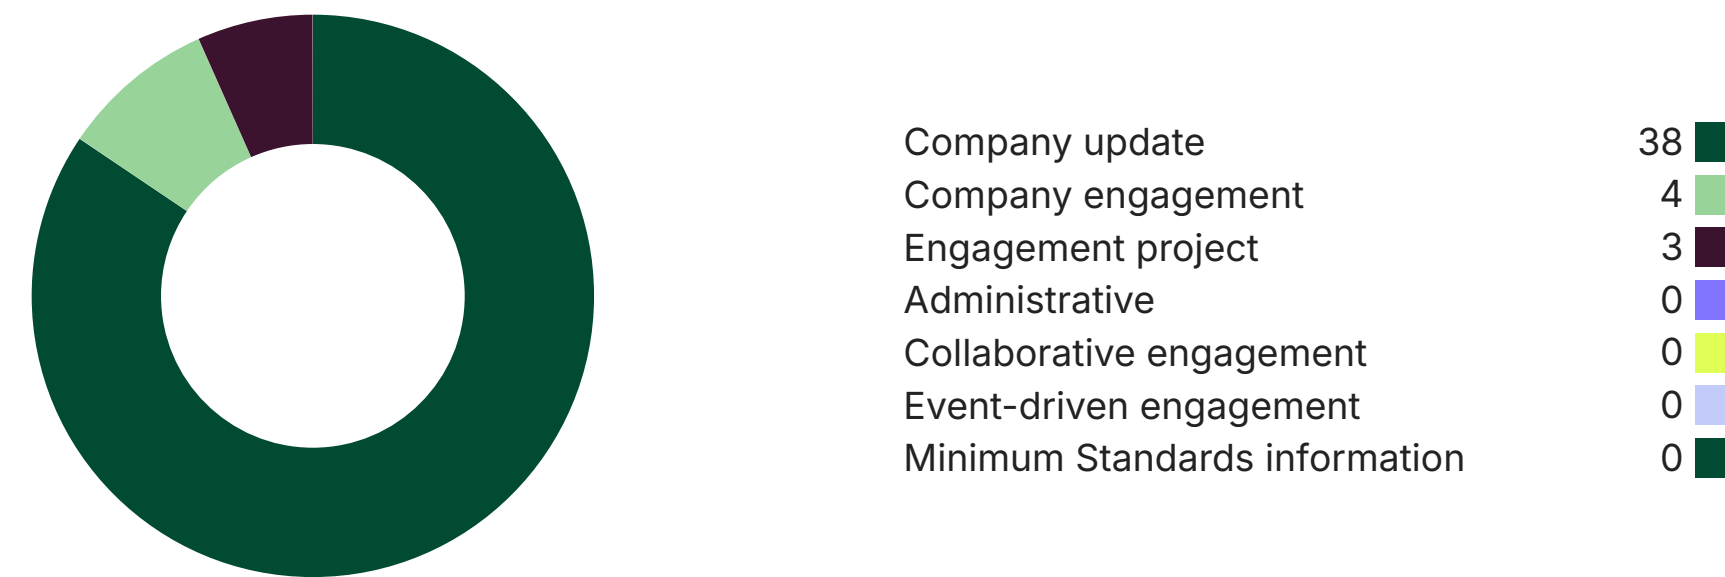 Company update 38
Company engagement 4
Engagement project 3
Administrative 0
Collaborative engagement 0
Event-driven engagement 0
Minimum Standards information 0